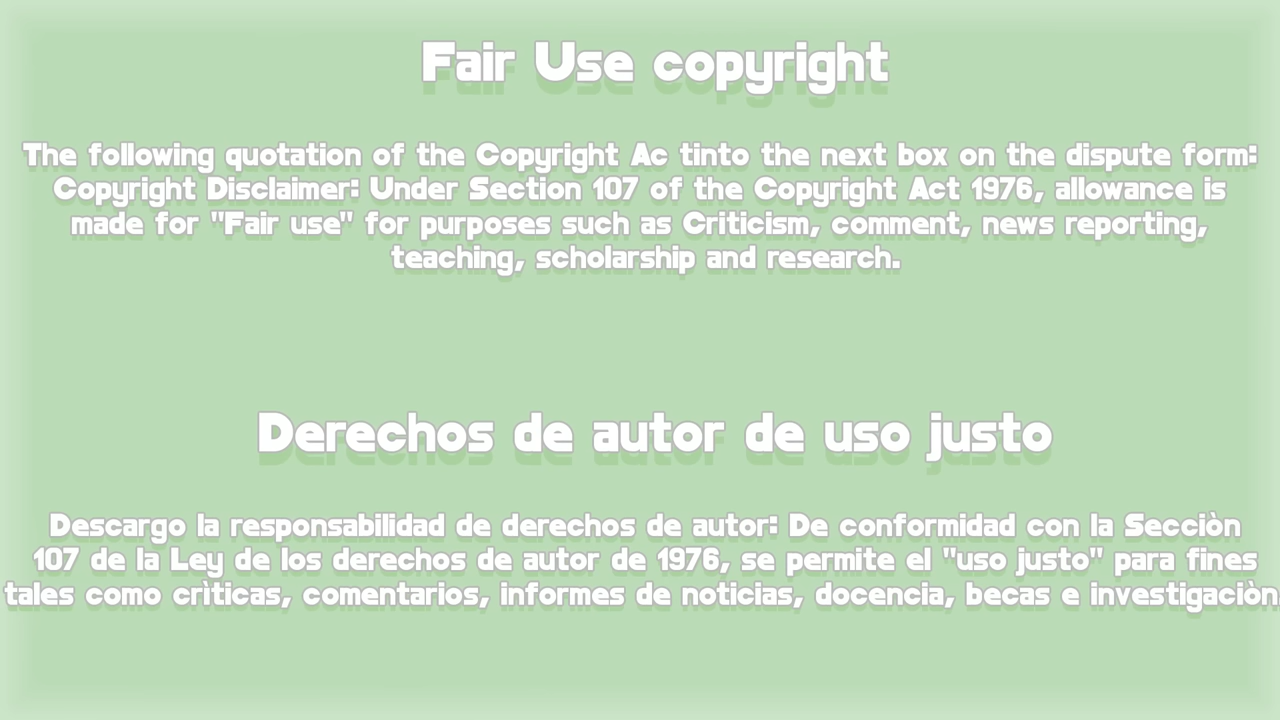 Fair Use copyright
The following quotation of the Copyright Ac tinto the next box on the dispute form:
Copyright Disclaimer: Under Section 107 of the Copyright Act 1976, allowance is
made for "Fair use" for purposes such as Criticism, comment, news reporting,
teaching, scholarship and research.
Derechos de autor de uso justo
Descargo la responsabilidad de derechos de autor: De conformidad con la Secciòn
107 de la Ley de los derechos de autor de 1976, se permite el "uso justo" para fines
tales como crìticas, comentarios, informes de noticias, docencia, becas e investigaciòn.